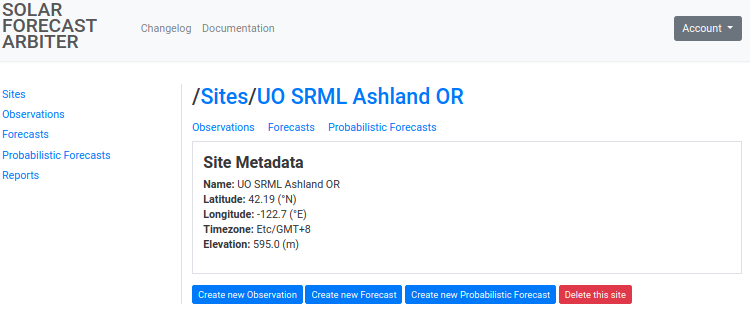 SOLAR
FORECAST
ARBITER
Changelog Documentation
Account
Sites
Observations
Forecasts
Probabilistic Forecasts
Reports
/Sites/UO SRML Ashland OR
Observations Forecasts Probabilistic Forecasts
Site Metadata
Name: UO SRML Ashland OR
Latitude: 42.19 (°N)
Longitude: -122.7 (°E)
Timezone: Etc/GMT+8
Elevation: 595.0 (m)
Create new Observation Create new Forecast Create new Probabilistic Forecast Delete this site